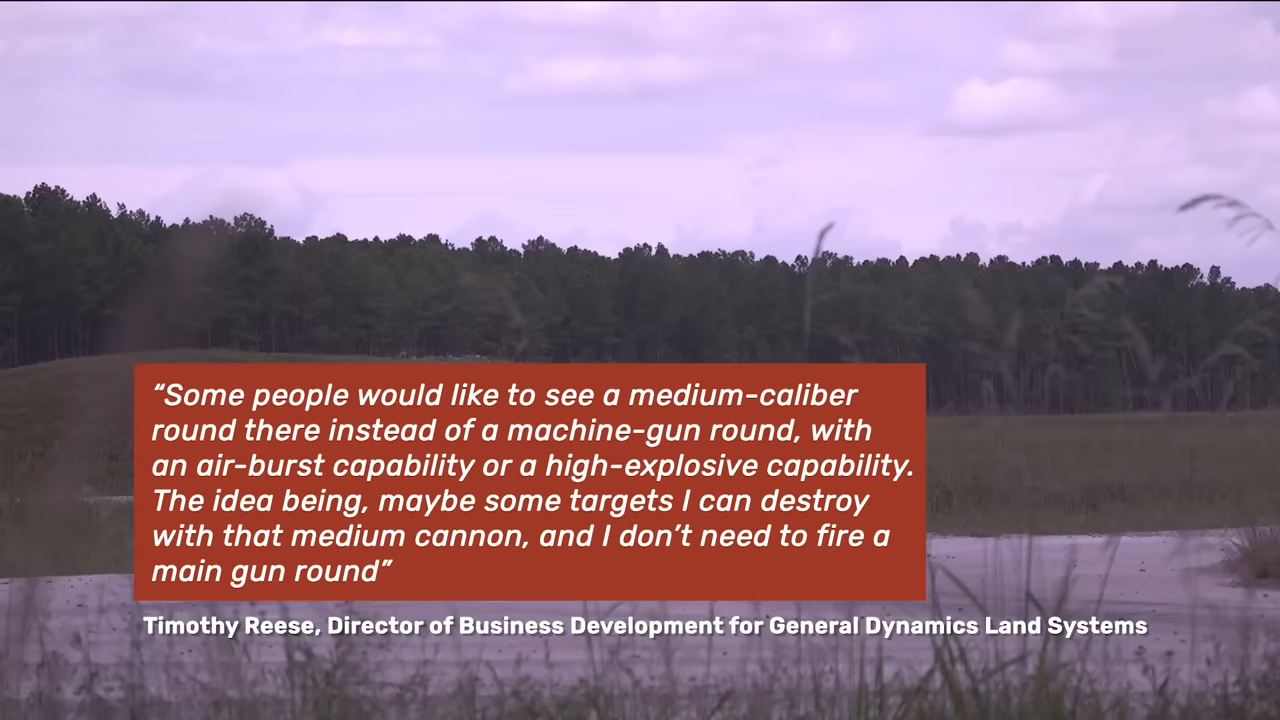 “Some people would like to see a medium-caliber
round there instead of a machine-gun round, with
an air-burst capability or a high-explosive capability.
The idea being, maybe some targets I can destroy
with that medium cannon, and I don’t need to fire a
main gun round”
Timothy Reese, Director of Business Development for General Dynamics Land Systems